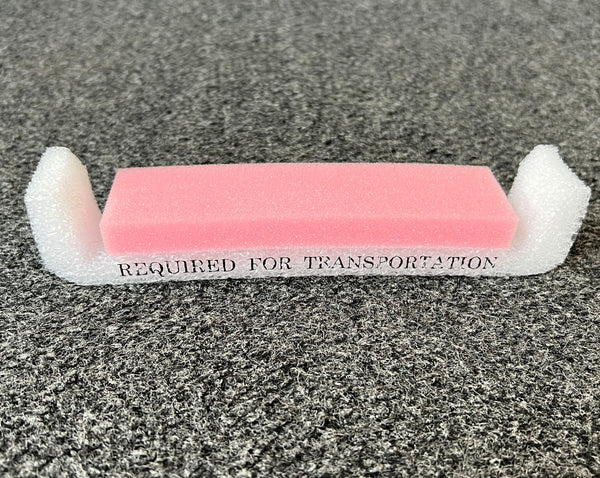 REQUIRED FOR TRANSPORTATION